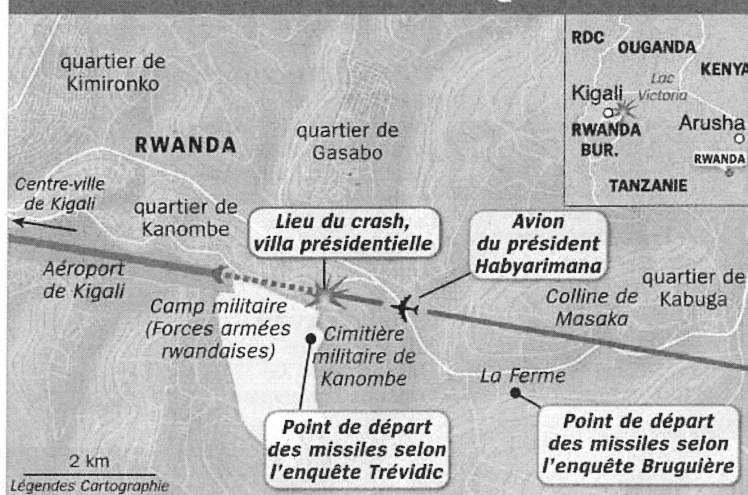 quartier de
Kimironko
RWANDA
quartier de
Gasabo
Centre-ville
de Kigali
quartier de
Kanombe
Lieu du crash,
villa présidentielle
Avion
du président
Habyarimana
Aéroport
de Kigali
Camp militaire
(Forces armées
rwandaises)
Cimitière
militaire de
Kanombe
Colline de
Masaka
quartier de
Kabuga
La Ferme
Point de départ
des missiles selon
l'enquête Trévidic
Point de départ
des missiles selon
l'enquête Bruguière
2 km
Légendes Cartographie
RDC
OUGANDA
KENYA
Lac
Victoria
Kigali
RWANDA
BUR.
Arusha
RWANDA
TANZANIE